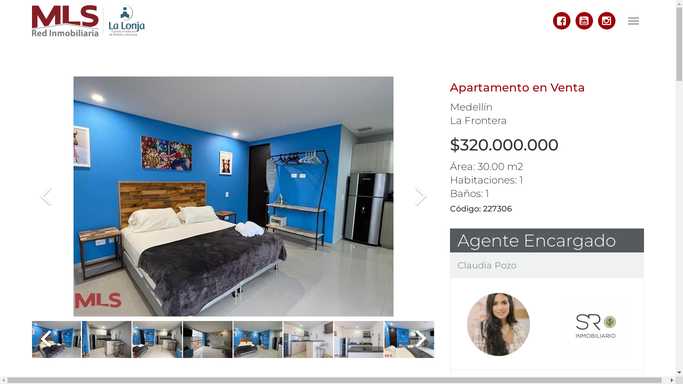 MLS
Red Inmobiliaria
La Lonja
Apartamento en Venta
Medellín
La Frontera
$320.000.000
Área: 30.00 m2
Habitaciones: 1
Baños: 1
Código: 227306
MLS
Agente Encargado
Claudia Pozo
SR
INMOBILIARIO